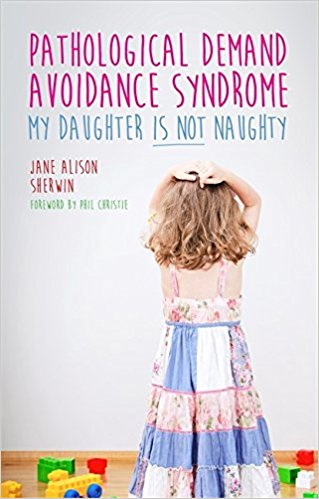 PATHOLOGICAL DEMAND
AVOIDANCE SYNDROME
MY DAUGHTER IS NOT NAUGHTY
JANE ALISON
SHERWIN
FOREWORD BY PHIL CHRISTIE